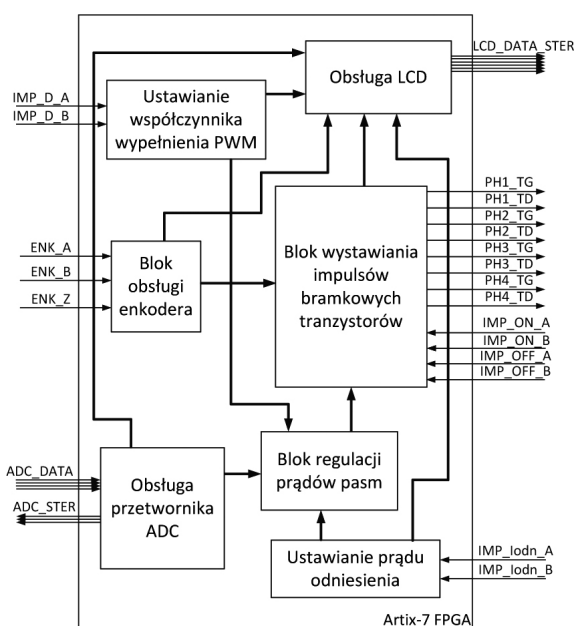 LCD_DATA_STER
Obsługa LCD
IMP_D_A
IMP_D_B
Ustawianie
współczynnika
wypełnienia PWM
PH1_TG
PH1_TD
PH2_TG
PH2_TD
PH3_TG
PH3_TD
PH4_TG
PH4_TD
ENK_A
ENK_B
ENK_Z
Blok
obsługi
enkodera
Blok wystawiania
impulsów
bramkowych
tranzystorów
IMP_ON_A
IMP_ON_B
IMP_OFF_A
IMP_OFF_B
ADC_DATA
ADC_STER
Obsługa
przetwornika
ADC
Blok regulacji
prądów pasm
Ustawianie prądu
odniesienia
IMP_Iodn_A
IMP_Iodn_B
Artix-7 FPGA